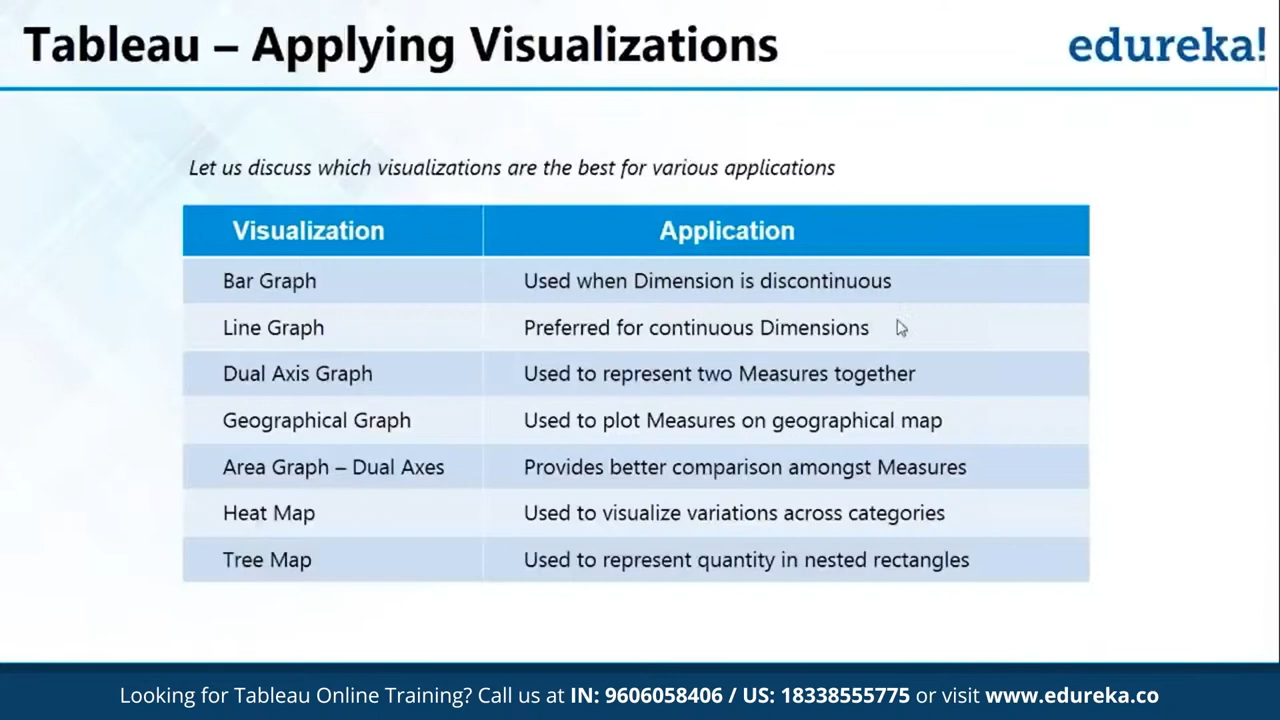 Tableau – Applying Visualizations
edureka!
Let us discuss which visualizations are the best for various applications
Visualization Application
Bar Graph Used when Dimension is discontinuous
Line Graph Preferred for continuous Dimensions
Dual Axis Graph Used to represent two Measures together
Geographical Graph Used to plot Measures on geographical map
Area Graph – Dual Axes Provides better comparison amongst Measures
Heat Map Used to visualize variations across categories
Tree Map Used to represent quantity in nested rectangles
Looking for Tableau Online Training? Call us at IN: 9606058406 / US: 18338555775 or visit www.edureka.co